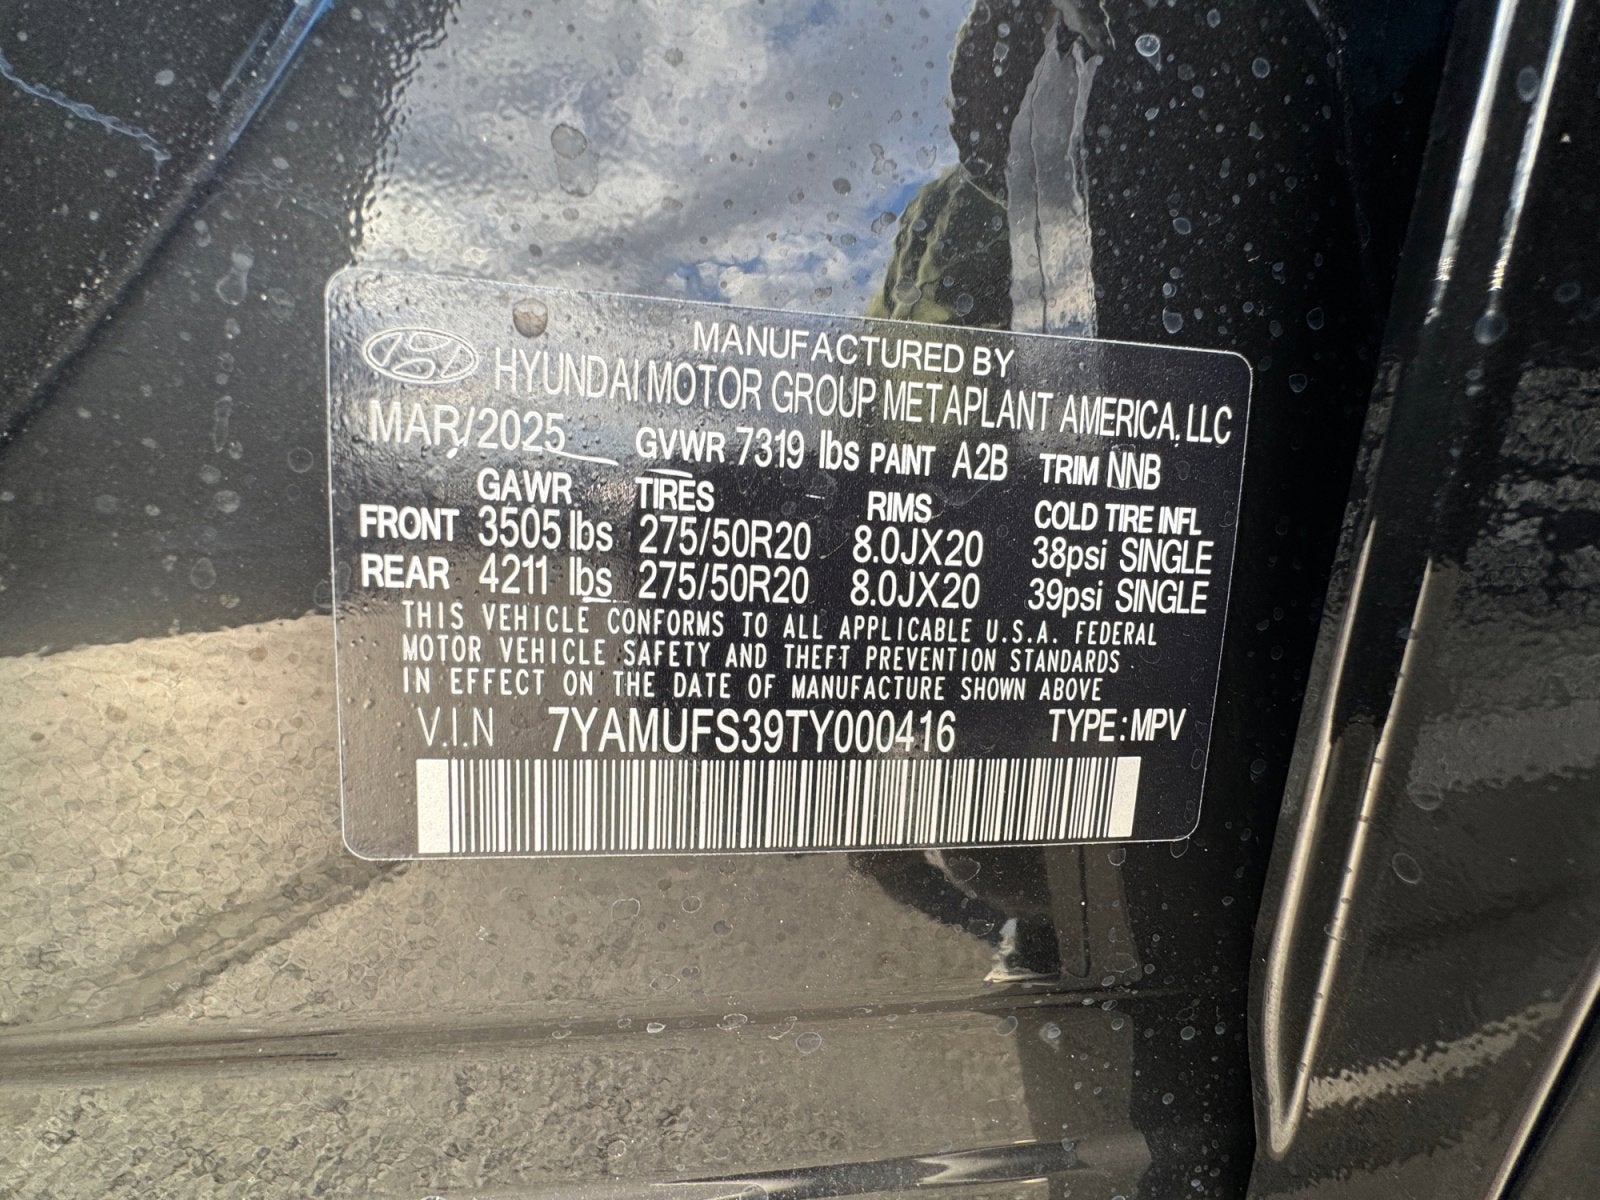 MANUFACTURED BY
HYUNDAI MOTOR GROUP METAPLANT AMERICA, LLC
MAR/2025 GVWR 7319 lbs PAINT A2B TRIM NNB
GAWR TIRES RIMS COLD TIRE INFL
FRONT 3505 lbs 275/50R20 8.0JX20 38psi SINGLE
REAR 4211 lbs 275/50R20 8.0JX20 39psi SINGLE
THIS VEHICLE CONFORMS TO ALL APPLICABLE U.S.A. FEDERAL
MOTOR VEHICLE SAFETY AND THEFT PREVENTION STANDARDS
IN EFFECT ON THE DATE OF MANUFACTURE SHOWN ABOVE
V.I.N 7YAMUFS39TY000416 TYPE: MPV